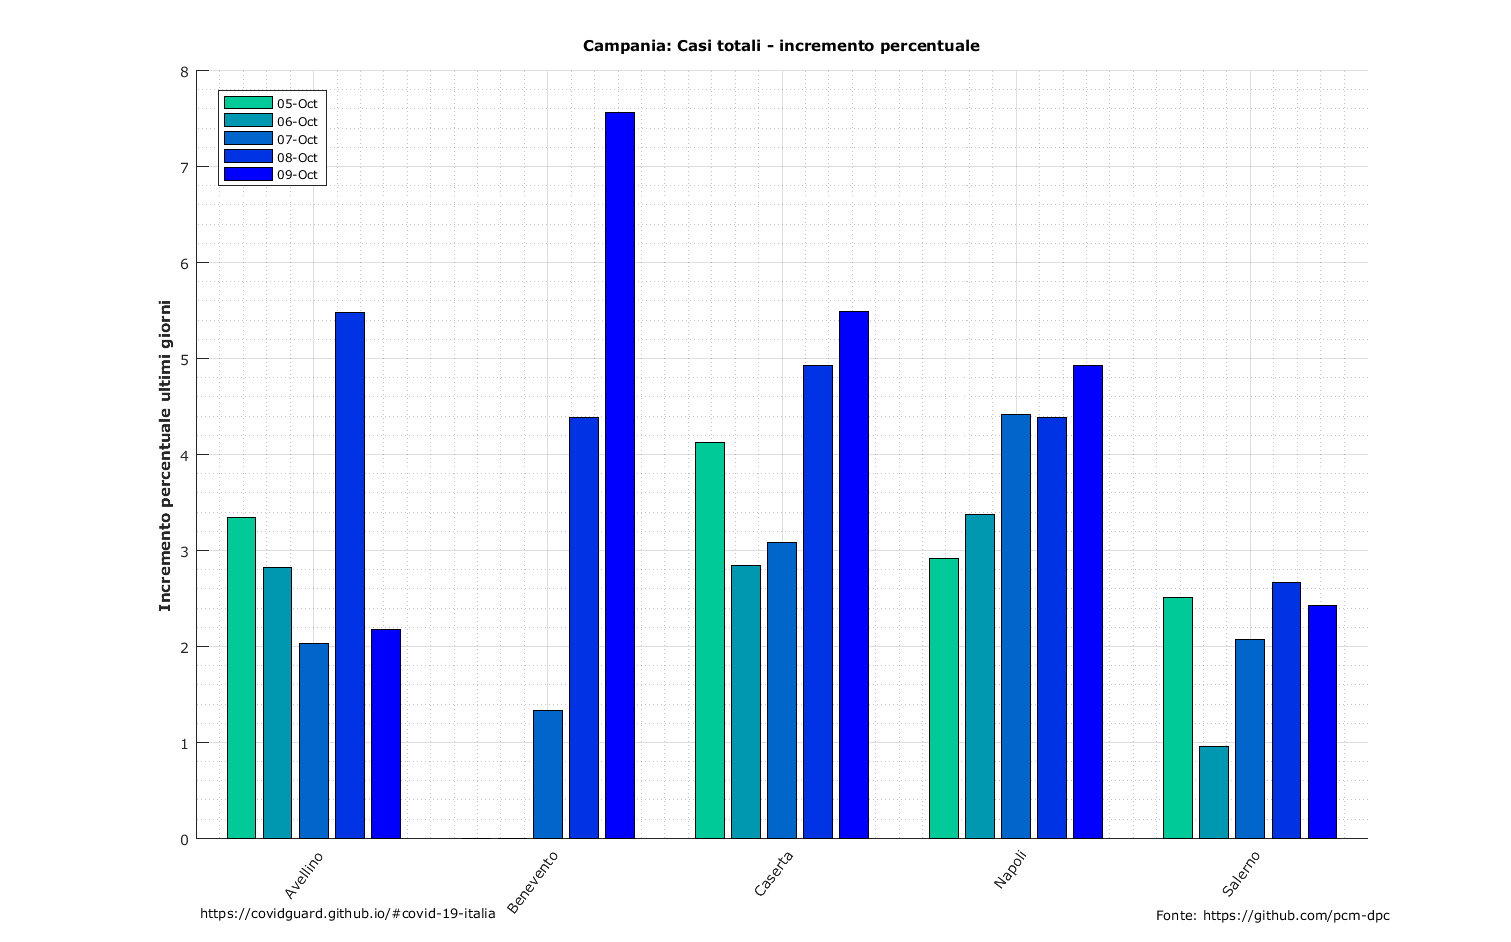 Campania: Casi totali - incremento percentuale
8
7
6
5
4
3
2
1
0
Incremento percentuale ultimi giorni
05-Oct
06-Oct
07-Oct
08-Oct
09-Oct
Avellino
Benevento
Caserta
Napoli
Salerno
https://covidguard.github.io/#covid-19-italia
Fonte: https://github.com/pcm-dpc